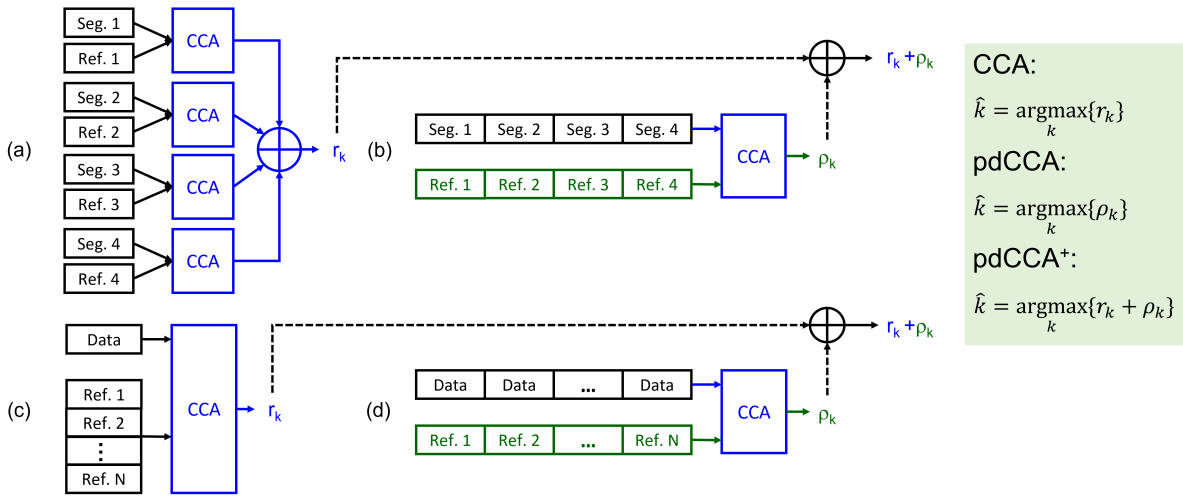 (a)
Seg. 1
Ref. 1
CCA
Seg. 2
Ref. 2
CCA
Seg. 3
Ref. 3
CCA
Seg. 4
Ref. 4
CCA
r_k
(b)
Seg. 1 Seg. 2 Seg. 3 Seg. 4
Ref. 1 Ref. 2 Ref. 3 Ref. 4
CCA
ρ_k
r_k +ρ_k
(c)
Data
Ref. 1
Ref. 2
⋮
Ref. N
CCA
r_k
(d)
Data Data ... Data
Ref. 1 Ref. 2 ... Ref. N
CCA
ρ_k
r_k +ρ_k
CCA:
k̂ = argmax_k{r_k}
pdCCA:
k̂ = argmax_k{ρ_k}
pdCCA⁺:
k̂ = argmax_k{r_k + ρ_k}